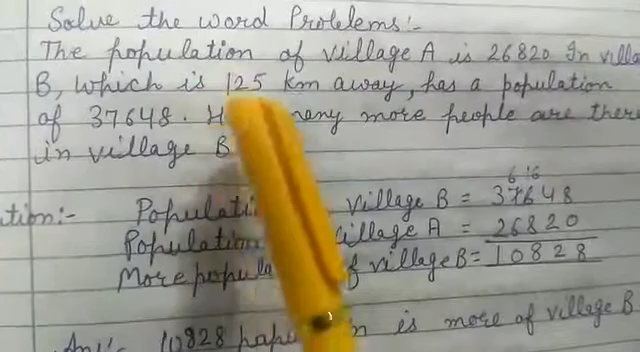 Solve the word Problems:-
The population of village A is 26820 In villa
B, which is 125 km away, has a population
of 37648. H many more people are there
in village B
tion:- Populati village B = 37648
6 16
Population illage A = 26820
More popula f village B= 10828
Ans:- 10828 n is more of village B